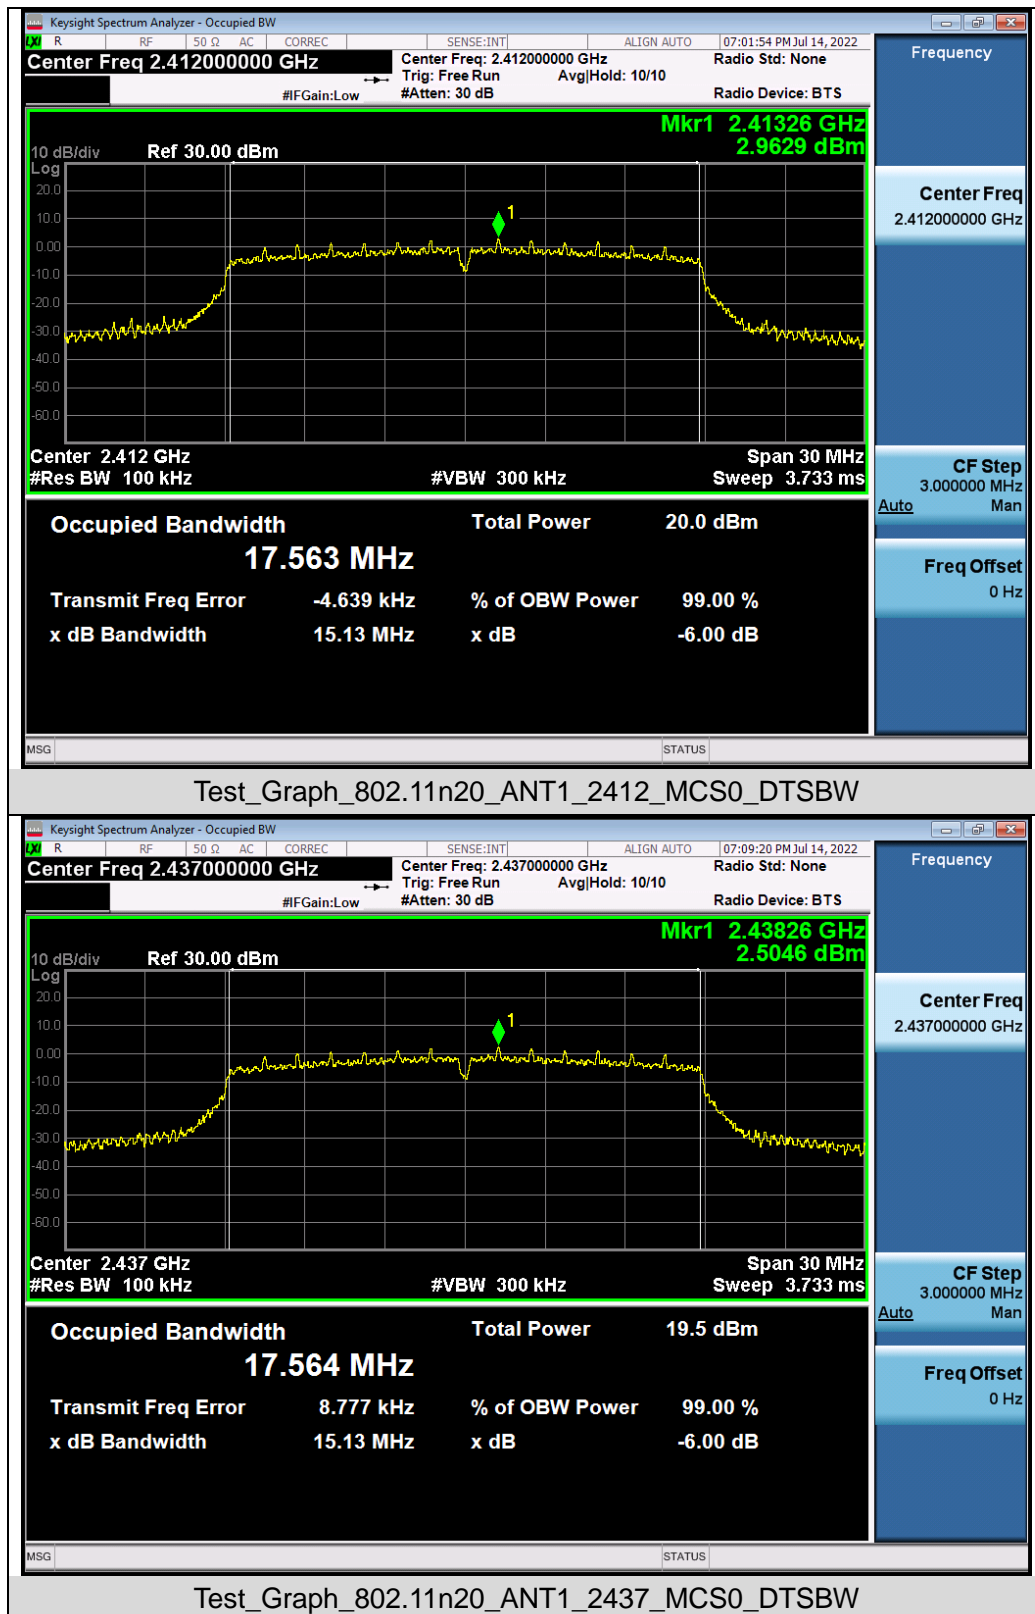 Keysight Spectrum Analyzer - Occupied BW
LXI R RF 50 Ω AC CORREC SENSE:INT ALIGN AUTO 07:01:54 PM Jul 14, 2022
Center Freq 2.412000000 GHz
Center Freq: 2.412000000 GHz
Radio Std: None
Trig: Free Run Avg|Hold: 10/10
#IFGain:Low
#Atten: 30 dB
Radio Device: BTS
Frequency
Mkr1 2.41326 GHz
2.9629 dBm
10 dB/div Ref 30.00 dBm
Log
20.0
10.0
0.00
-10.0
-20.0
-30.0
-40.0
-50.0
-60.0
1
Center 2.412 GHz
Span 30 MHz
#Res BW 100 kHz #VBW 300 kHz Sweep 3.733 ms
Center Freq
2.412000000 GHz
CF Step
3.000000 MHz
Auto Man
Freq Offset
0 Hz
Occupied Bandwidth Total Power 20.0 dBm
17.563 MHz
Transmit Freq Error -4.639 kHz % of OBW Power 99.00 %
x dB Bandwidth 15.13 MHz x dB -6.00 dB
MSG STATUS
Test_Graph_802.11n20_ANT1_2412_MCS0_DTSBW
Keysight Spectrum Analyzer - Occupied BW
LXI R RF 50 Ω AC CORREC SENSE:INT ALIGN AUTO 07:09:20 PM Jul 14, 2022
Center Freq 2.437000000 GHz
Center Freq: 2.437000000 GHz
Radio Std: None
Trig: Free Run Avg|Hold: 10/10
#IFGain:Low
#Atten: 30 dB
Radio Device: BTS
Frequency
Mkr1 2.43826 GHz
2.5046 dBm
10 dB/div Ref 30.00 dBm
Log
20.0
10.0
0.00
-10.0
-20.0
-30.0
-40.0
-50.0
-60.0
1
Center 2.437 GHz
Span 30 MHz
#Res BW 100 kHz #VBW 300 kHz Sweep 3.733 ms
Center Freq
2.437000000 GHz
CF Step
3.000000 MHz
Auto Man
Freq Offset
0 Hz
Occupied Bandwidth Total Power 19.5 dBm
17.564 MHz
Transmit Freq Error 8.777 kHz % of OBW Power 99.00 %
x dB Bandwidth 15.13 MHz x dB -6.00 dB
MSG STATUS
Test_Graph_802.11n20_ANT1_2437_MCS0_DTSBW